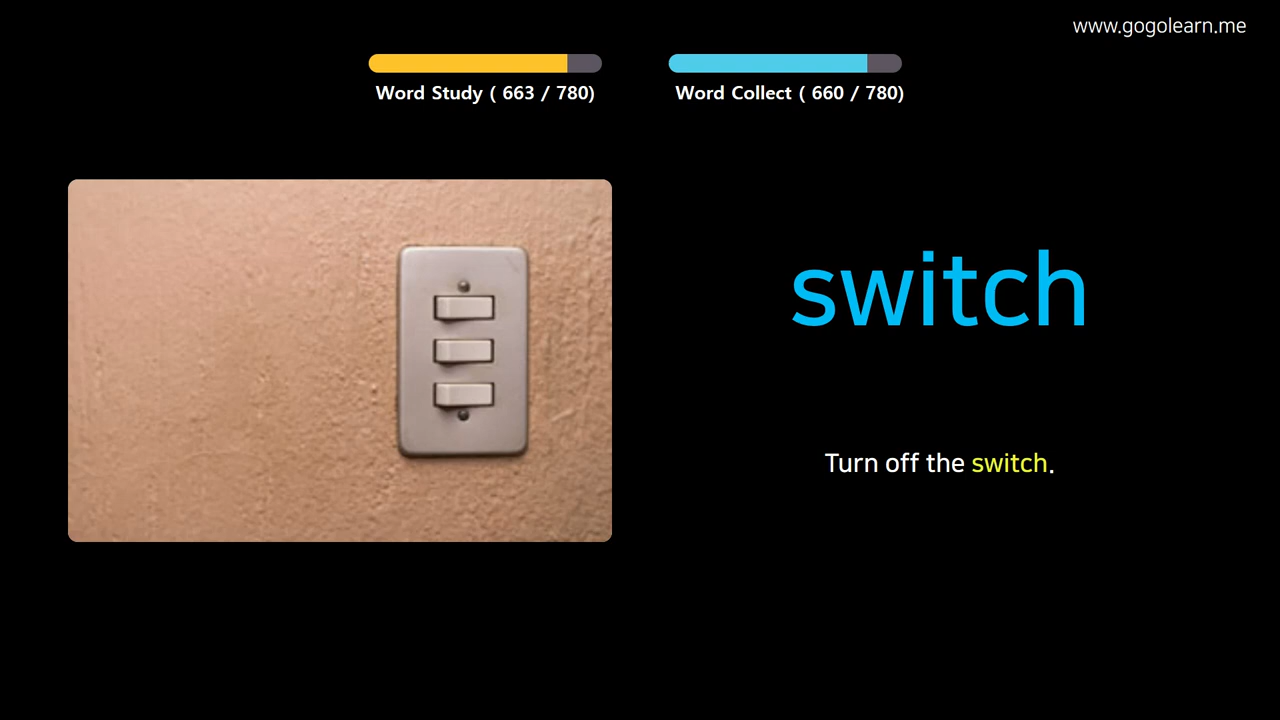 www.gogolearn.me
Word Study ( 663 / 780)
Word Collect ( 660 / 780)
switch
Turn off the switch.